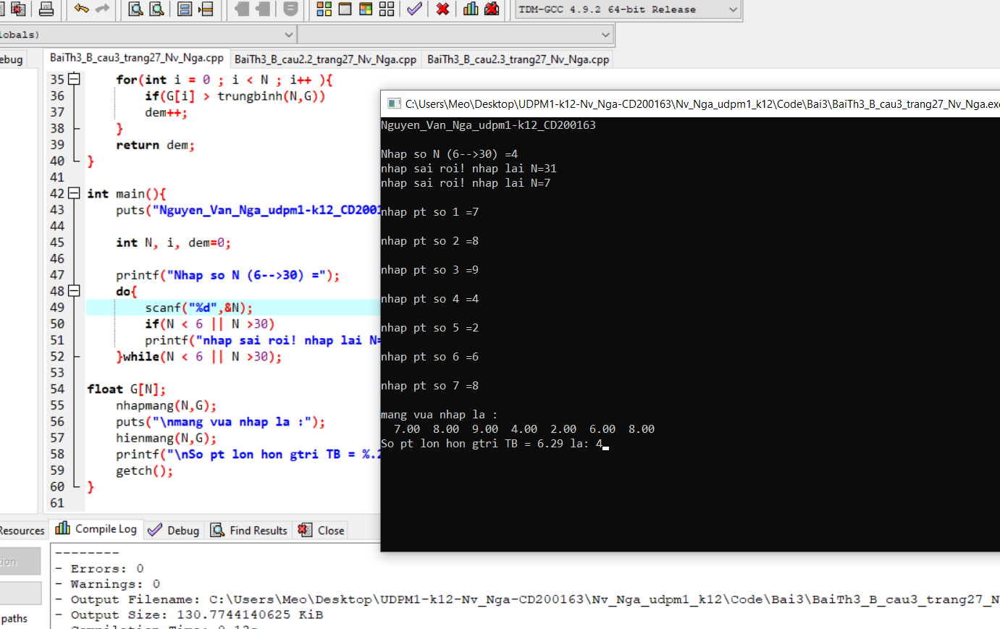 TDM-GCC 4.9.2 64-bit Release
lobals)
ebug
BaiTh3_B_cau3_trang27_Nv_Nga.cpp
BaiTh3_B_cau2.2_trang27_Nv_Nga.cpp
BaiTh3_B_cau2.3_trang27_Nv_Nga.cpp
35 for(int i = 0 ; i < N ; i++ ){
36 if(G[i] > trungbinh(N,G))
37 dem++;
38 }
39 return dem;
40 }
41
42 int main(){
43 puts("Nguyen_Van_Nga_udpm1-k12_CD2001
44
45 int N, i, dem=0;
46
47 printf("Nhap so N (6-->30) =");
48 do{
49 scanf("%d",&N);
50 if(N < 6 || N >30)
51 printf("nhap sai roi! nhap lai N=
52 }while(N < 6 || N >30);
53
54 float G[N];
55 nhapmang(N,G);
56 puts("\nmang vua nhap la :");
57 hienmang(N,G);
58 printf("\nSo pt lon hon gtri TB = %.2
59 getch();
60 }
61
C:\Users\Meo\Desktop\UDPM1-k12-Nv_Nga-CD200163\Nv_Nga_udpm1_k12\Code\Bai3\BaiTh3_B_cau3_trang27_Nv_Nga.exe
Nguyen_Van_Nga_udpm1-k12_CD200163
Nhap so N (6-->30) =4
nhap sai roi! nhap lai N=31
nhap sai roi! nhap lai N=7
nhap pt so 1 =7
nhap pt so 2 =8
nhap pt so 3 =9
nhap pt so 4 =4
nhap pt so 5 =2
nhap pt so 6 =6
nhap pt so 7 =8
mang vua nhap la :
7.00 8.00 9.00 4.00 2.00 6.00 8.00
So pt lon hon gtri TB = 6.29 la: 4
Resources
Compile Log
Debug
Find Results
Close
tion
paths
--------
- Errors: 0
- Warnings: 0
- Output Filename: C:\Users\Meo\Desktop\UDPM1-k12-Nv_Nga-CD200163\Nv_Nga_udpm1_k12\Code\Bai3\BaiTh3_B_cau3_trang27_N
- Output Size: 130.7744140625 KiB